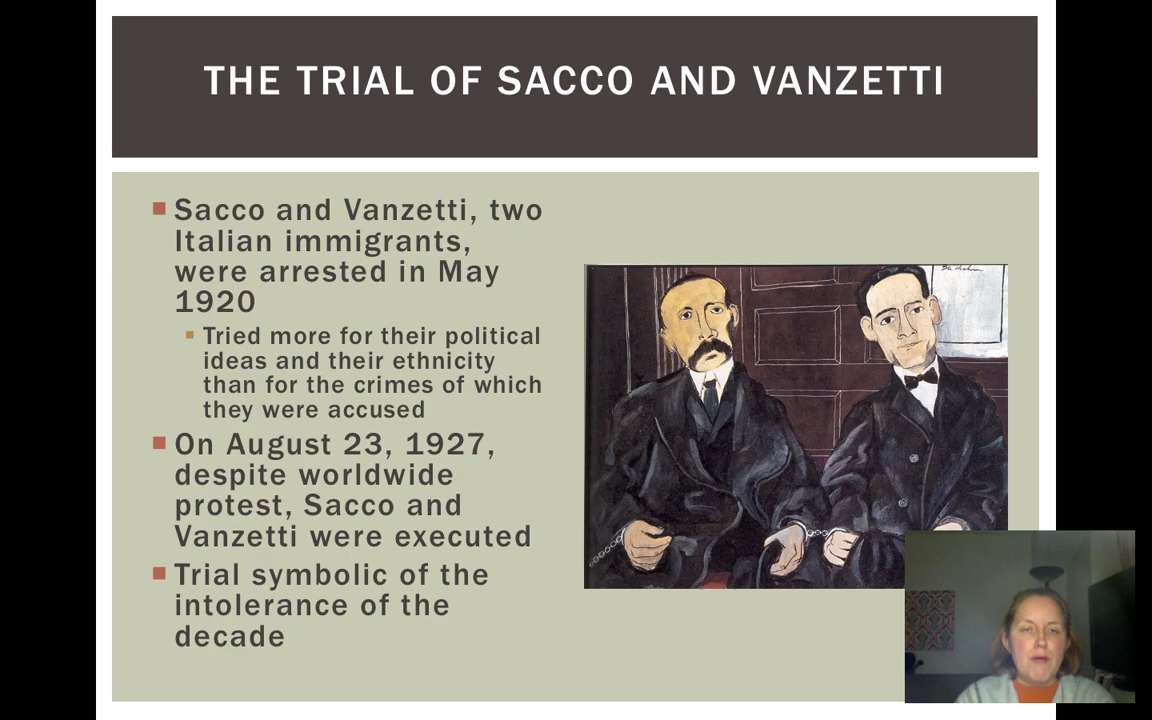 THE TRIAL OF SACCO AND VANZETTI
Sacco and Vanzetti, two
Italian immigrants,
were arrested in May
1920
Tried more for their political
ideas and their ethnicity
than for the crimes of which
they were accused
On August 23, 1927,
despite worldwide
protest, Sacco and
Vanzetti were executed
Trial symbolic of the
intolerance of the
decade